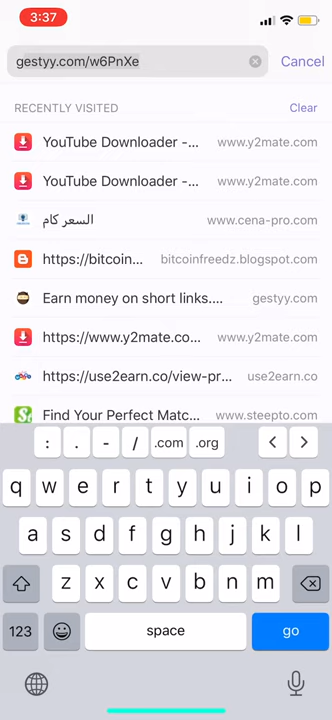 3:37
gestyy.com/w6PnXe
Cancel
RECENTLY VISITED
Clear
YouTube Downloader -... www.y2mate.com
YouTube Downloader -... www.y2mate.com
السعر كام www.cena-pro.com
https://bitcoin... bitcoinfreedz.blogspot.com
Earn money on short links.... gestyy.com
https://www.y2mate.co... www.y2mate.com
https://use2earn.co/view-pr... use2earn.co
Find Your Perfect Matc... www.steepto.com
: . - / .com .org
q w e r t y u i o p
a s d f g h j k l
z x c v b n m
123 space go